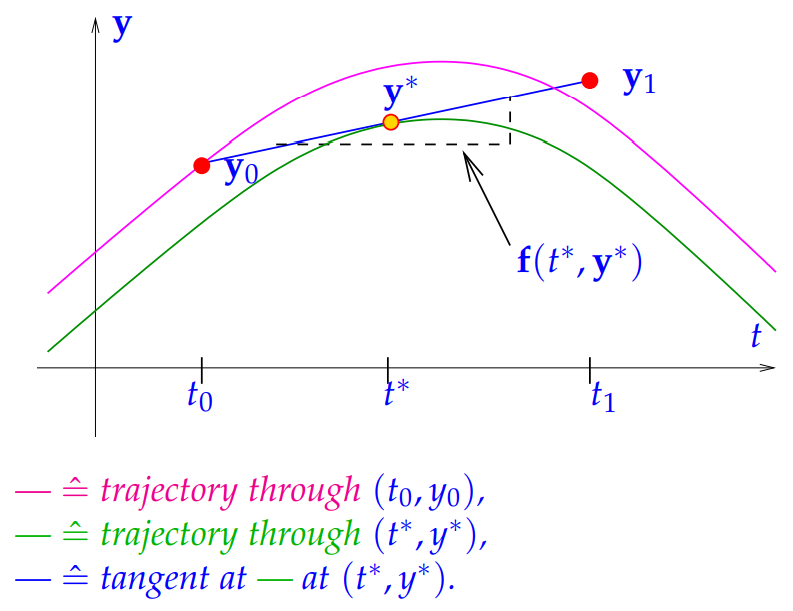 y
y*
y₁
y₀
f(t*, y*)
t
t₀
t*
t₁
— ≙ trajectory through (t₀, y₀),
— ≙ trajectory through (t*, y*),
— ≙ tangent at — at (t*, y*).